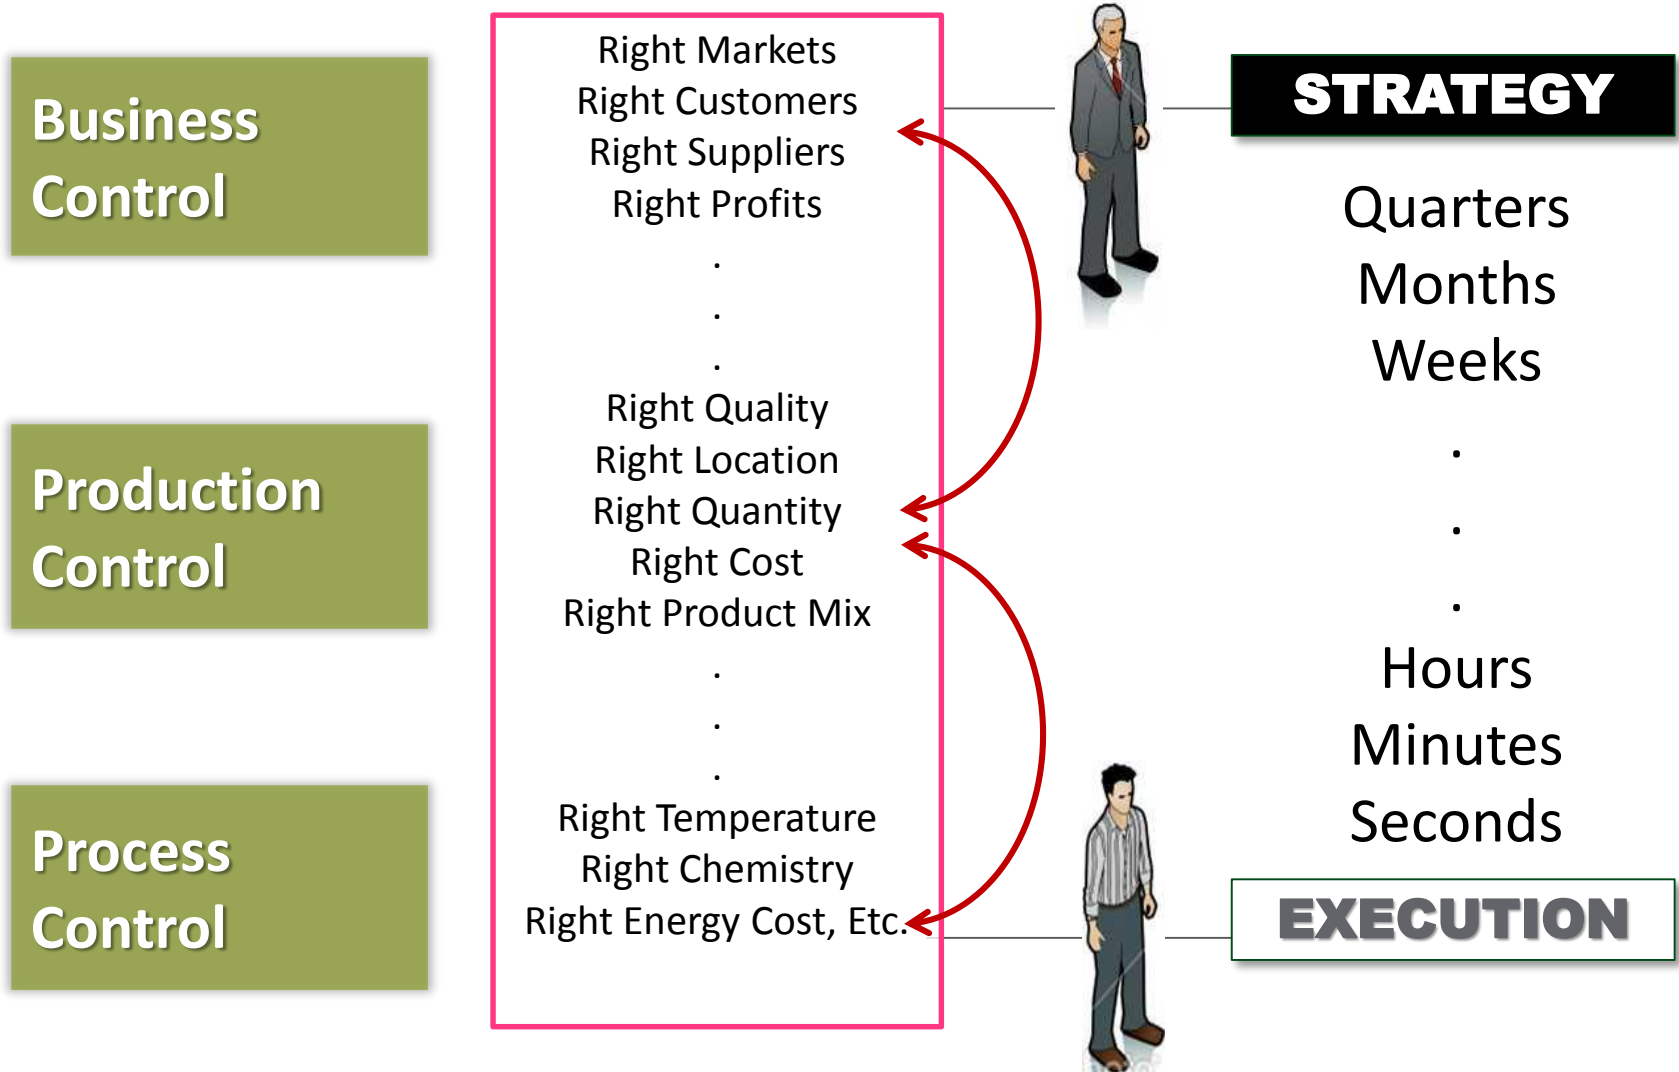 Business
Control
Production
Control
Process
Control
Right Markets
Right Customers
Right Suppliers
Right Profits
.
.
.
Right Quality
Right Location
Right Quantity
Right Cost
Right Product Mix
.
.
.
Right Temperature
Right Chemistry
Right Energy Cost, Etc.
STRATEGY
Quarters
Months
Weeks
.
.
.
Hours
Minutes
Seconds
EXECUTION